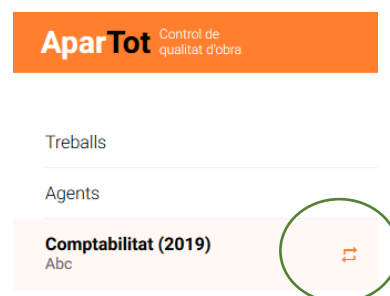 AparTot
Control de
qualitat d'obra
Treballs
Agents
Comptabilitat (2019)
Abc